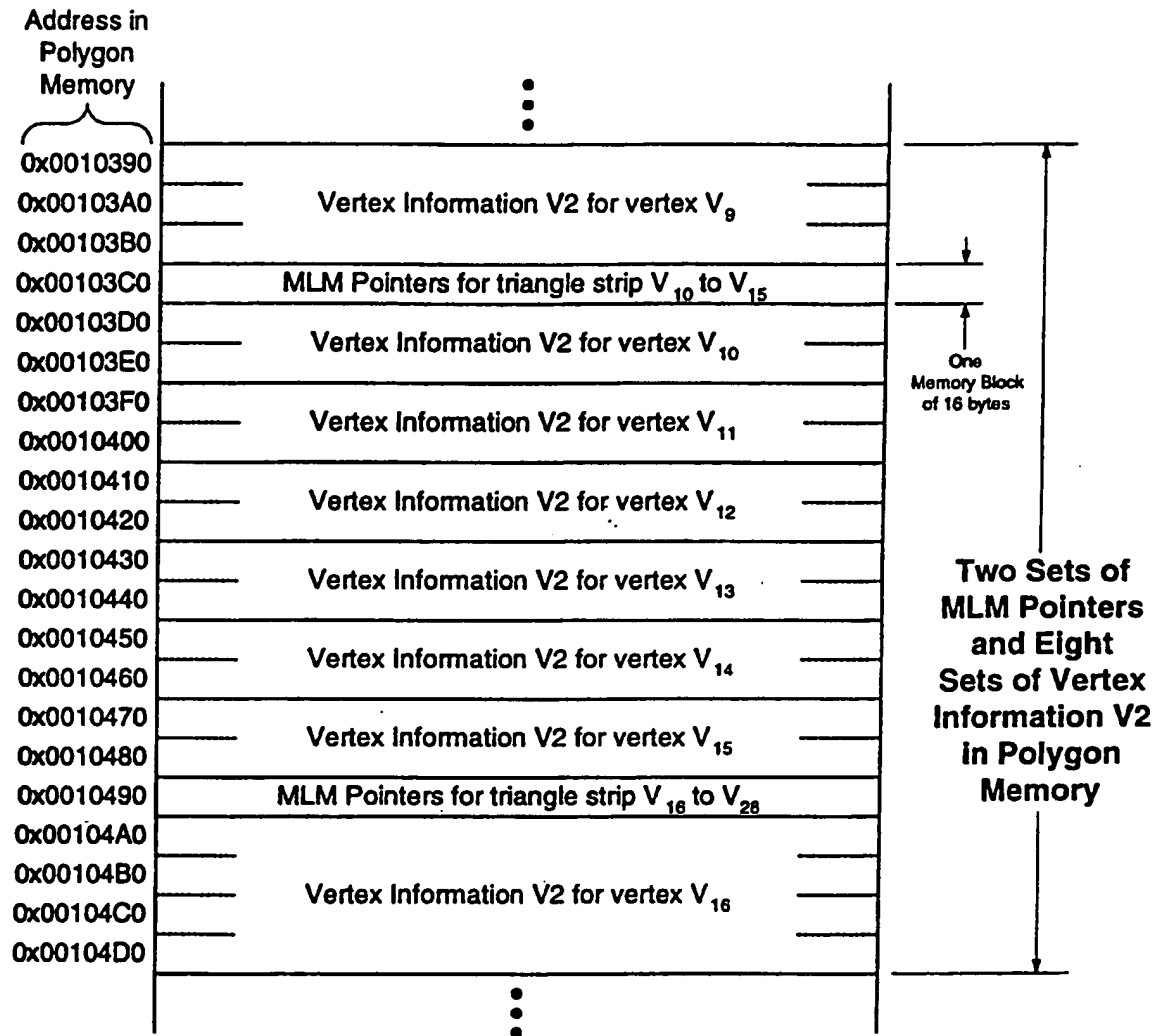 Address in
Polygon
Memory
0x0010390
0x00103A0
Vertex Information V2 for vertex V9
0x00103B0
0x00103C0
MLM Pointers for triangle strip V10 to V15
0x00103D0
Vertex Information V2 for vertex V10
0x00103E0
One
Memory Block
of 16 bytes
0x00103F0
Vertex Information V2 for vertex V11
0x0010400
0x0010410
Vertex Information V2 for vertex V12
0x0010420
0x0010430
Vertex Information V2 for vertex V13
0x0010440
0x0010450
Vertex Information V2 for vertex V14
0x0010460
0x0010470
Vertex Information V2 for vertex V15
0x0010480
0x0010490
MLM Pointers for triangle strip V16 to V28
0x00104A0
0x00104B0
Vertex Information V2 for vertex V16
0x00104C0
0x00104D0
Two Sets of
MLM Pointers
and Eight
Sets of Vertex
Information V2
in Polygon
Memory